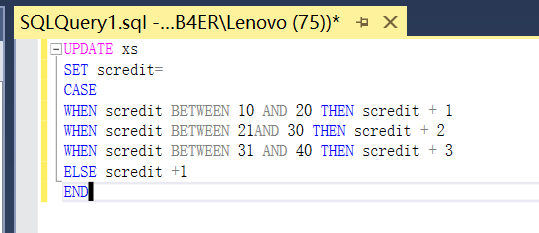 SQLQuery1.sql -...B4ER\Lenovo (75))*
UPDATE xs
SET scredit=
CASE
WHEN scredit BETWEEN 10 AND 20 THEN scredit + 1
WHEN scredit BETWEEN 21AND 30 THEN scredit + 2
WHEN scredit BETWEEN 31 AND 40 THEN scredit + 3
ELSE scredit +1
END